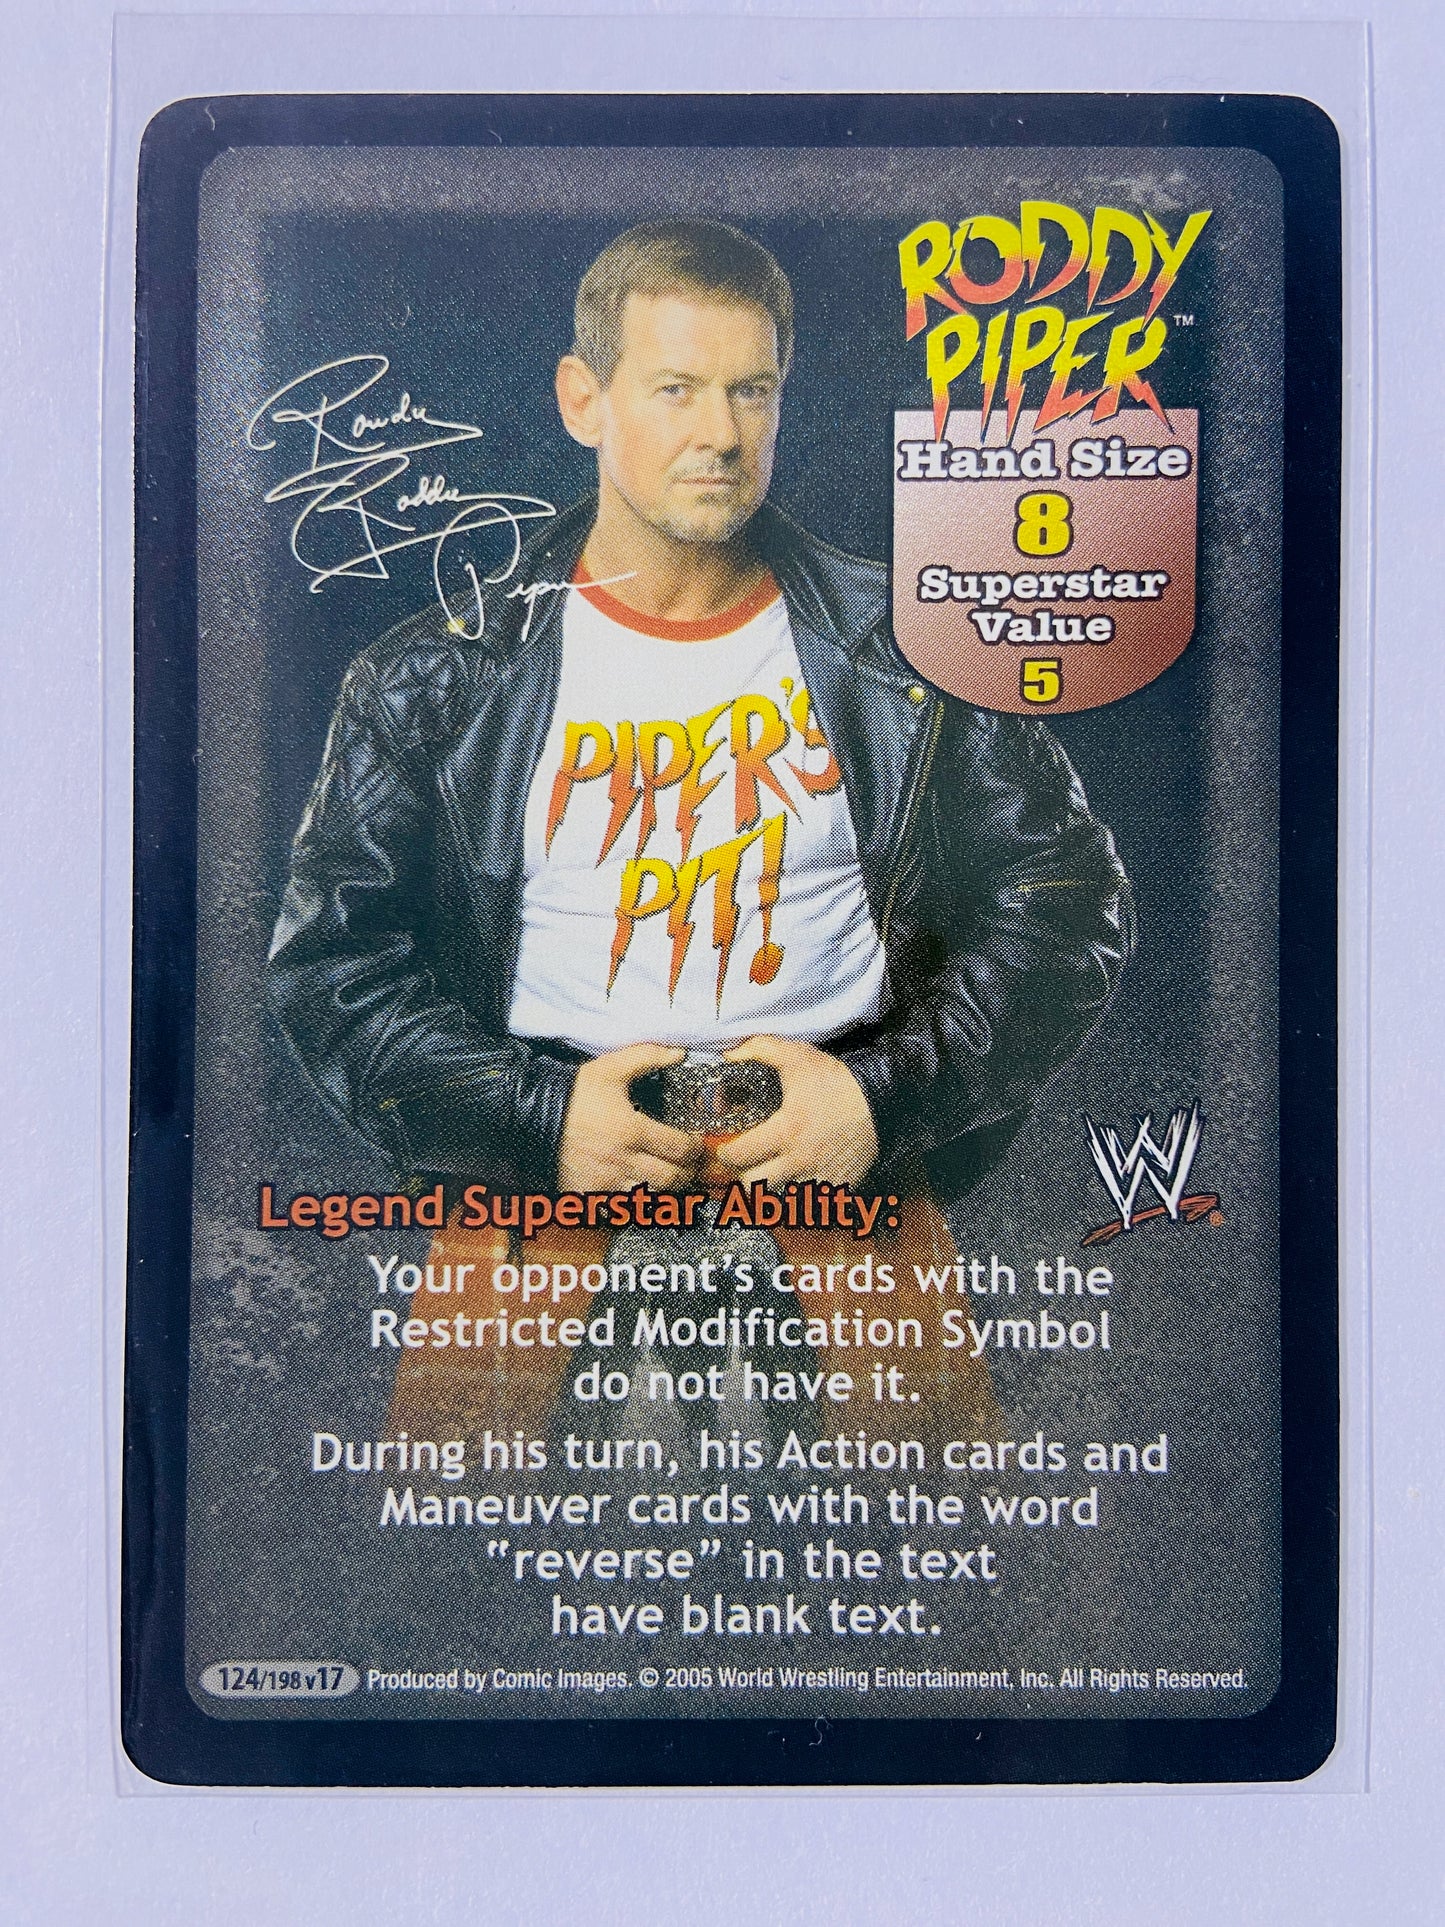 RODDY
PIPER™
Hand Size
8
Superstar
Value
5
Rowdy
Roddy
Piper
PIPER'S
PIT!
W®
Legend Superstar Ability:
Your opponent's cards with the
Restricted Modification Symbol
do not have it.
During his turn, his Action cards and
Maneuver cards with the word
“reverse” in the text
have blank text.
124/198 v17 Produced by Comic Images. © 2005 World Wrestling Entertainment, Inc. All Rights Reserved.